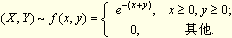 (X, Y) ~ f(x, y) = { e^{-(x+y)}, x ≥ 0, y ≥ 0;
0, 其他.